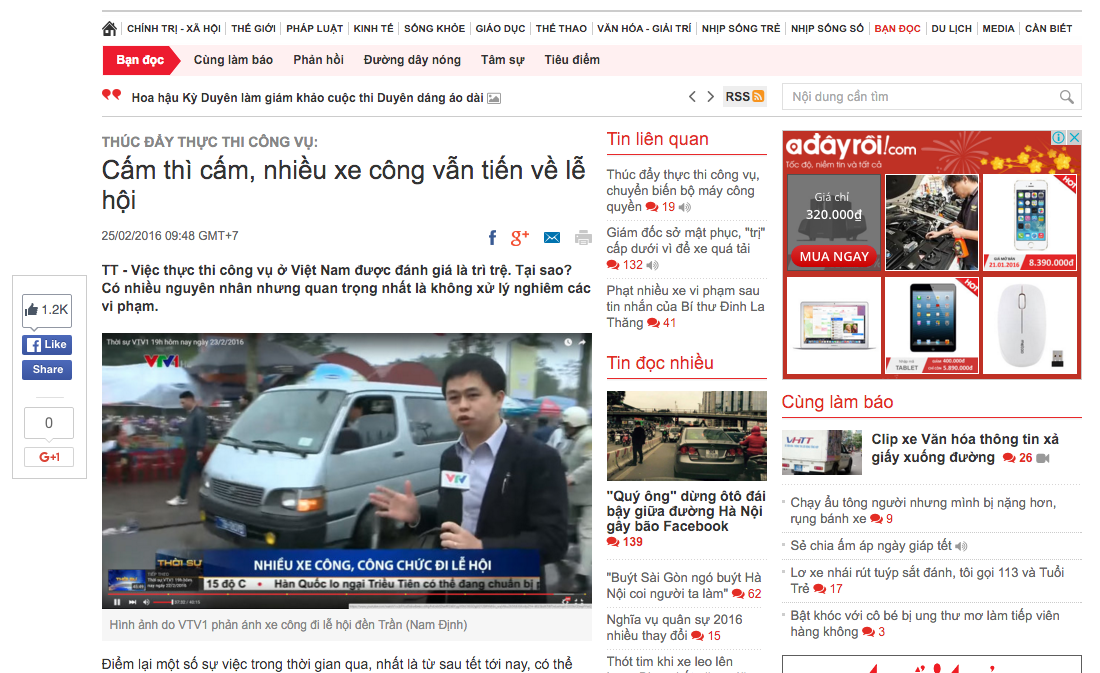 CHÍNH TRỊ - XÃ HỘI THẾ GIỚI PHÁP LUẬT KINH TẾ SỐNG KHỎE GIÁO DỤC THỂ THAO VĂN HÓA - GIẢI TRÍ NHỊP SỐNG TRẺ NHỊP SỐNG SỐ BẠN ĐỌC DU LỊCH MEDIA CẦN BIẾT
Bạn đọc Cùng làm báo Phản hồi Đường dây nóng Tâm sự Tiêu điểm
Hoa hậu Kỳ Duyên làm giám khảo cuộc thi Duyên dáng áo dài
RSS
Nội dung cần tìm
THÚC ĐẨY THỰC THI CÔNG VỤ:
Cấm thì cấm, nhiều xe công vẫn tiến về lễ
hội
25/02/2016 09:48 GMT+7
TT - Việc thực thi công vụ ở Việt Nam được đánh giá là trì trệ. Tại sao?
Có nhiều nguyên nhân nhưng quan trọng nhất là không xử lý nghiêm các
vi phạm.
1.2K
Like
Share
0
G+1
Thời sự VTV1 19h hôm nay ngày 23/2/2016
VTV1
VTV
THỜI SỰ
NHIỀU XE CÔNG, CÔNG CHỨC ĐI LỄ HỘI
15 độ C • Hàn Quốc lo ngại Triều Tiên có thể đang chuẩn bị p
Hình ảnh do VTV1 phản ánh xe công đi lễ hội đền Trần (Nam Định)
Điểm lại một số sự việc trong thời gian qua, nhất là từ sau tết tới nay, có thể
Tin liên quan
Thúc đẩy thực thi công vụ,
chuyển biến bộ máy công
quyền 19
Giám đốc sở mật phục, "trị"
cấp dưới vì để xe quá tải
132
Phạt nhiều xe vi phạm sau
tin nhắn của Bí thư Đinh La
Thăng 41
Tin đọc nhiều
"Quý ông" dừng ôtô đái
bậy giữa đường Hà Nội
gây bão Facebook
139
"Buýt Sài Gòn ngó buýt Hà
Nội coi người ta làm" 62
Nghĩa vụ quân sự 2016
nhiều thay đổi 15
Thót tim khi xe leo lên
adâyrồi!.com
Tốc độ, niềm tin và tất cả
Giá chỉ
320.000₫
MUA NGAY
HOT
21.01.2016
8.390.000₫
HOT
TABLET
400.000₫
5.890.000₫
Cùng làm báo
VHTT
Clip xe Văn hóa thông tin xả
giấy xuống đường 26
Chạy ẩu tông người nhưng mình bị nặng hơn,
rụng bánh xe 9
Sẻ chia ấm áp ngày giáp tết
Lơ xe nhái rút tuýp sắt đánh, tôi gọi 113 và Tuổi
Trẻ 17
Bật khóc với cô bé bị ung thư mơ làm tiếp viên
hàng không 3